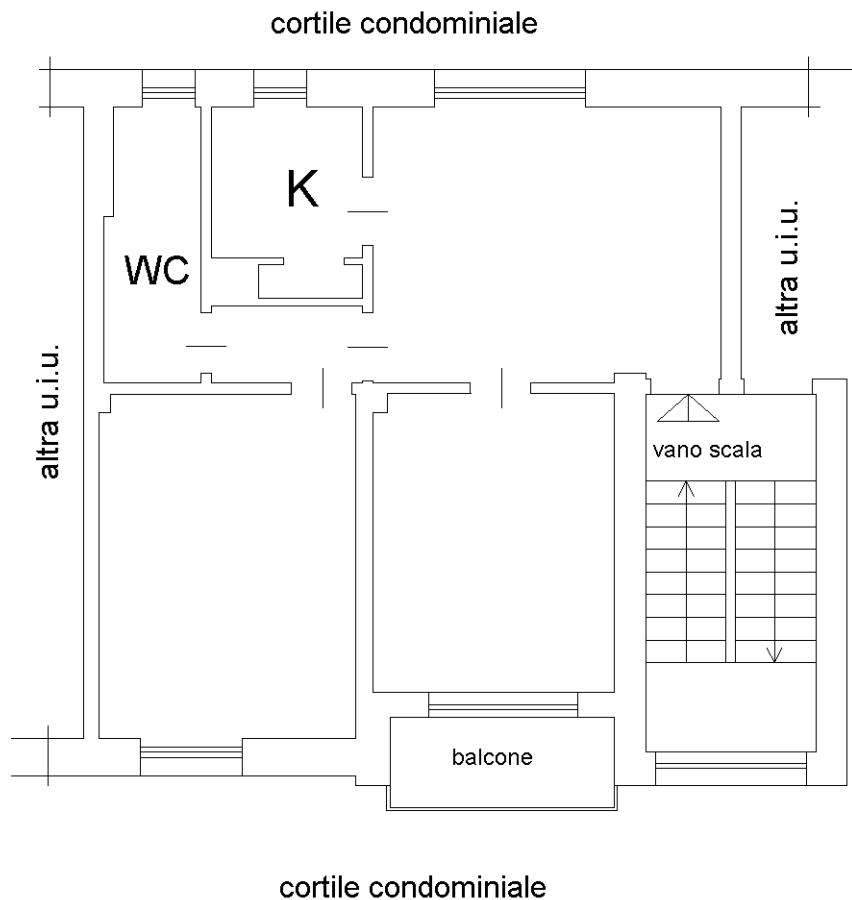 cortile condominiale
K
WC
altra u.i.u.
altra u.i.u.
vano scala
balcone
cortile condominiale